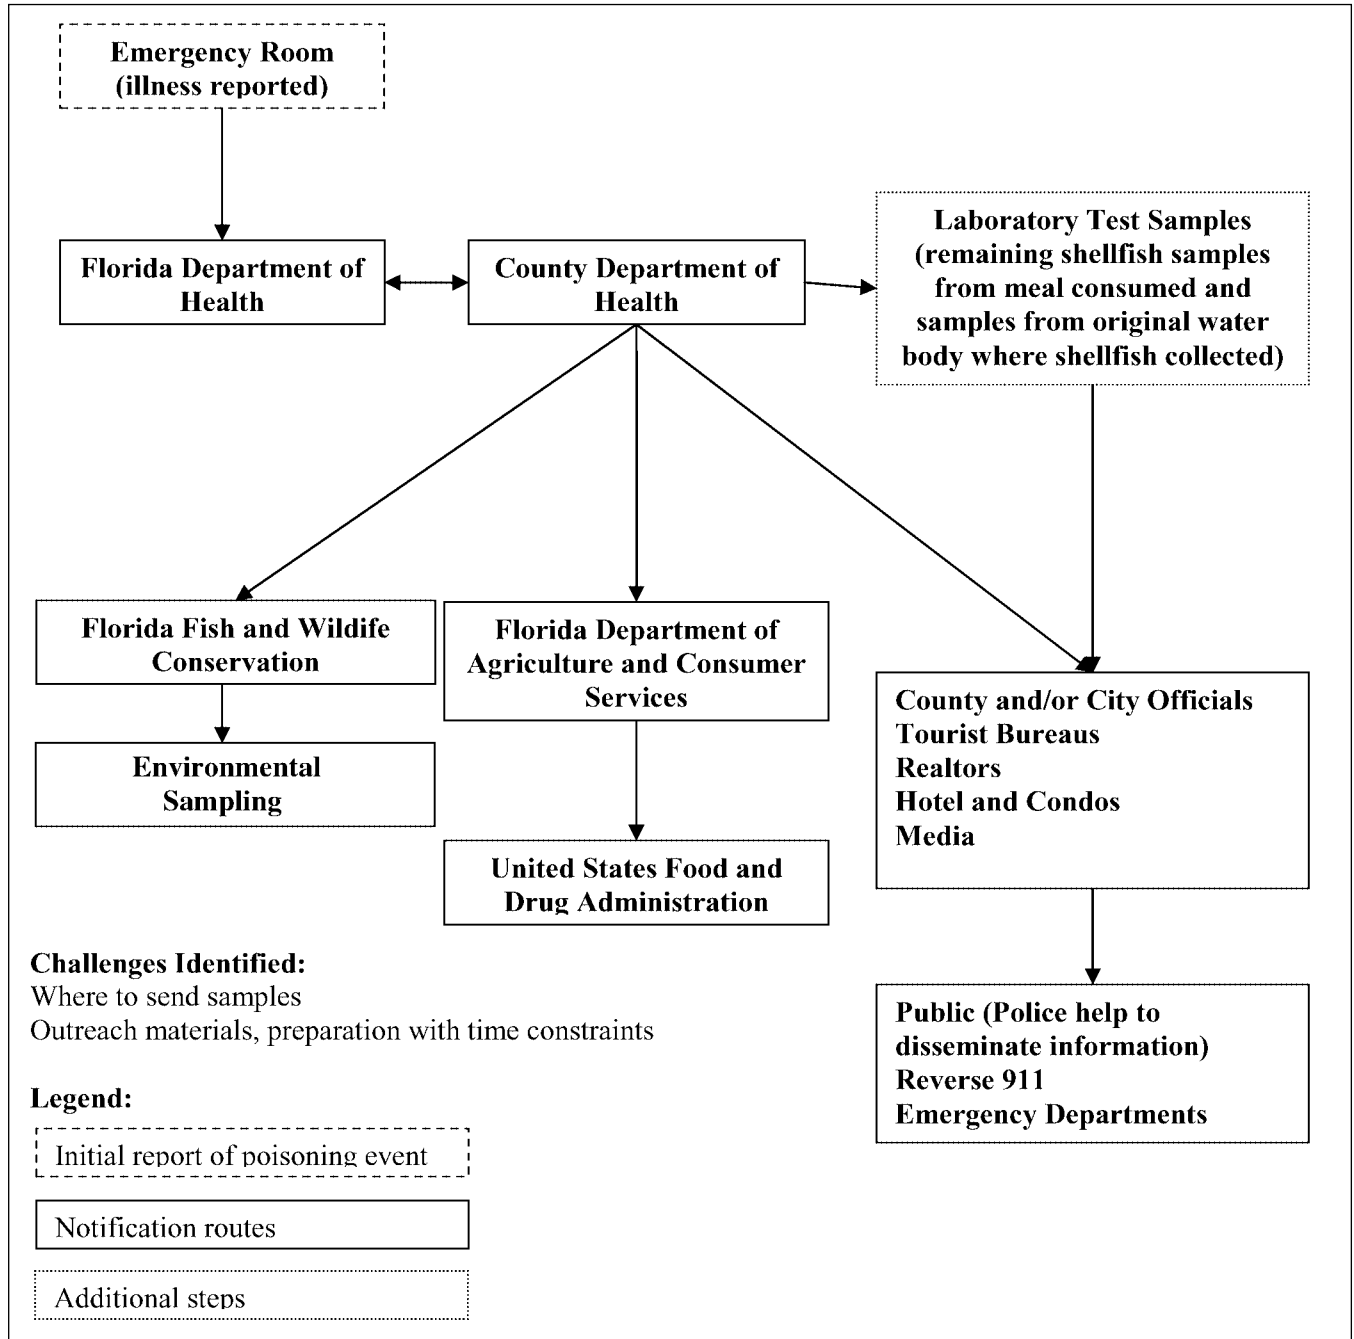 Emergency Room
(illness reported)
Florida Department of
Health
County Department of
Health
Laboratory Test Samples
(remaining shellfish samples
from meal consumed and
samples from original water
body where shellfish collected)
Florida Fish and Wildlife
Conservation
Environmental
Sampling
Florida Department of
Agriculture and Consumer
Services
United States Food and
Drug Administration
County and/or City Officials
Tourist Bureaus
Realtors
Hotel and Condos
Media
Public (Police help to
disseminate information)
Reverse 911
Emergency Departments
Challenges Identified:
Where to send samples
Outreach materials, preparation with time constraints
Legend:
Initial report of poisoning event
Notification routes
Additional steps